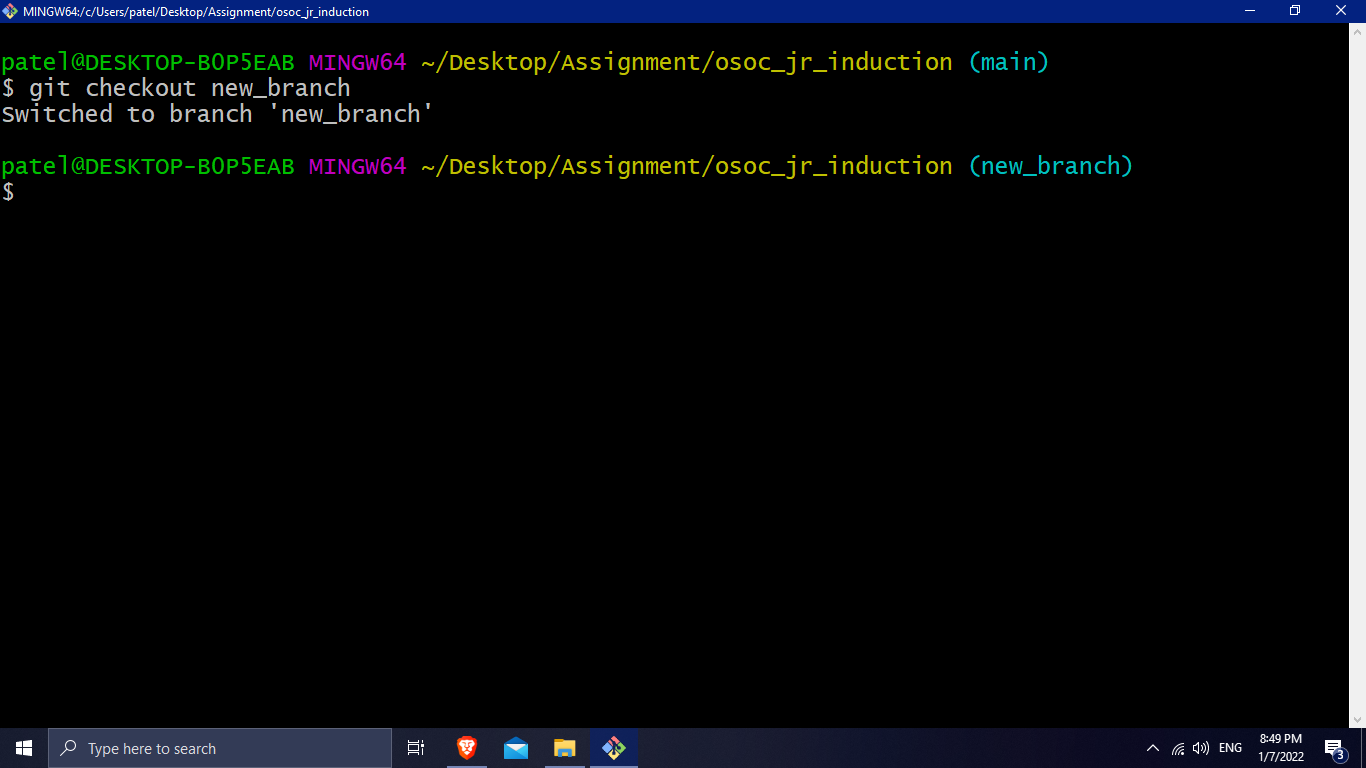 MINGW64:/c/Users/patel/Desktop/Assignment/osoc_jr_induction
patel@DESKTOP-B0P5EAB MINGW64 ~/Desktop/Assignment/osoc_jr_induction (main)
$ git checkout new_branch
Switched to branch 'new_branch'
patel@DESKTOP-B0P5EAB MINGW64 ~/Desktop/Assignment/osoc_jr_induction (new_branch)
$
Type here to search
ENG
8:49 PM
1/7/2022
3